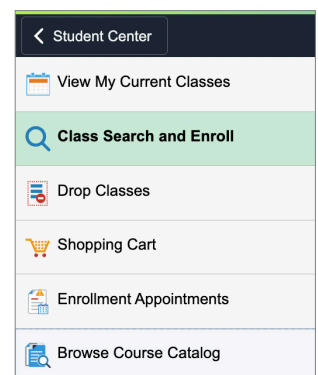 Student Center
View My Current Classes
Class Search and Enroll
Drop Classes
Shopping Cart
Enrollment Appointments
Browse Course Catalog